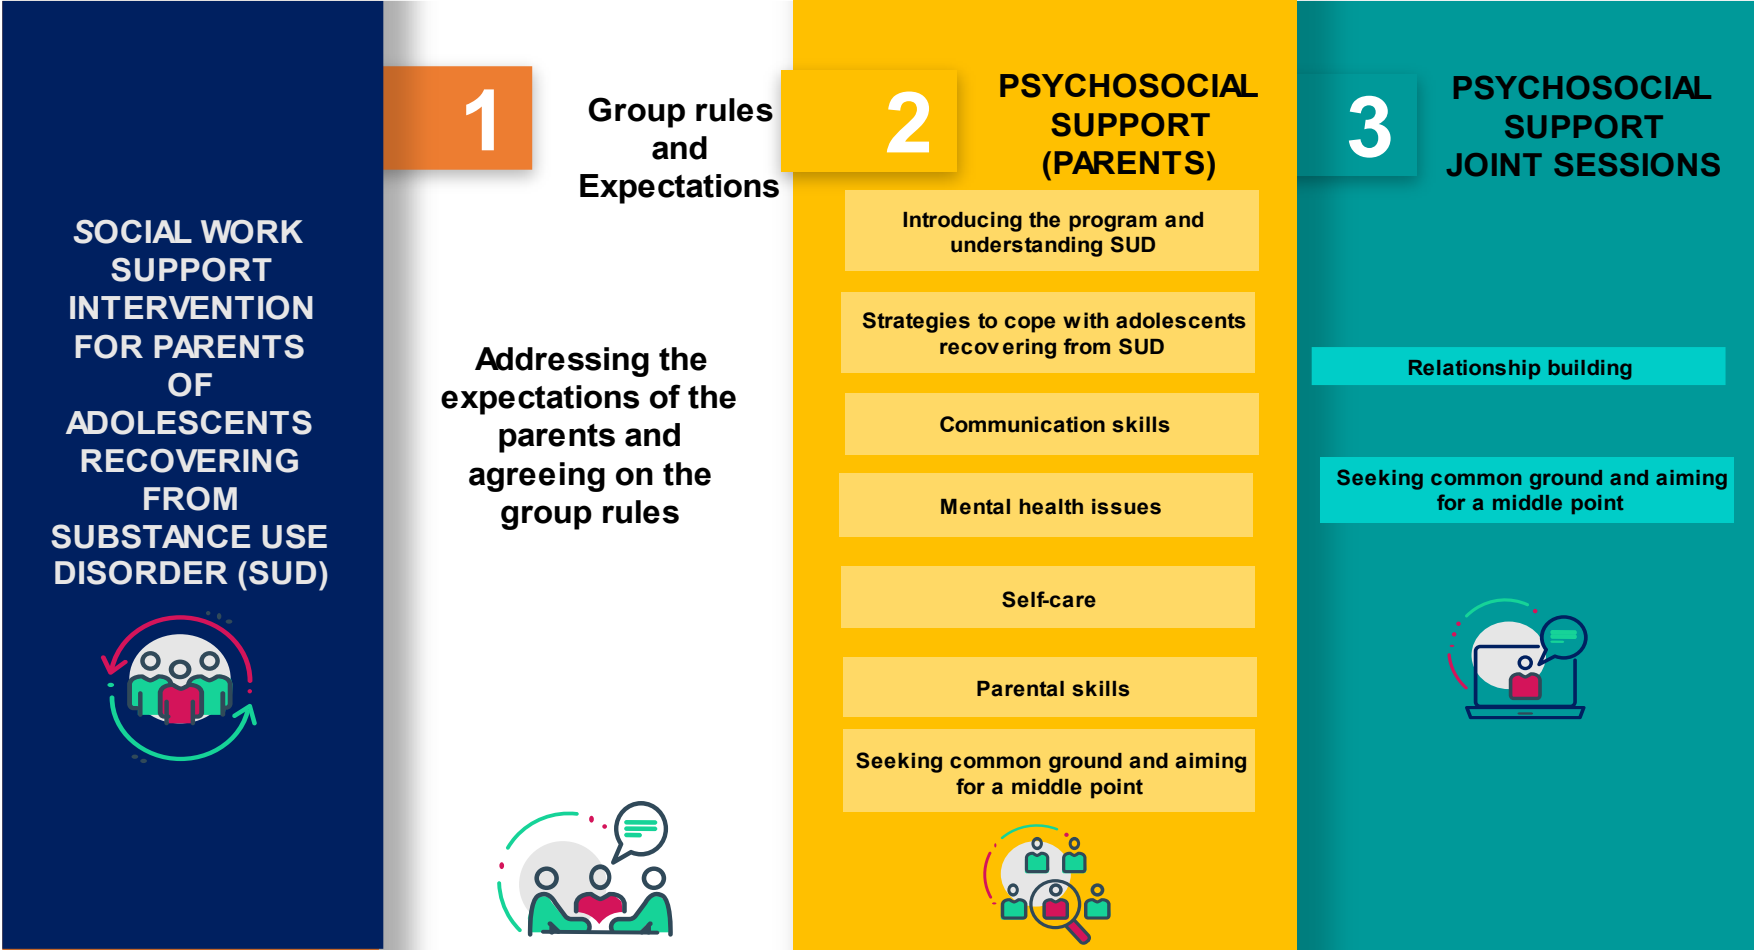 SOCIAL WORK
SUPPORT
INTERVENTION
FOR PARENTS
OF
ADOLESCENTS
RECOVERING
FROM
SUBSTANCE USE
DISORDER (SUD)
1
Group rules
and
Expectations
Addressing the
expectations of the
parents and
agreeing on the
group rules
2
PSYCHOSOCIAL
SUPPORT
(PARENTS)
Introducing the program and
understanding SUD
Strategies to cope with adolescents
recovering from SUD
Communication skills
Mental health issues
Self-care
Parental skills
Seeking common ground and aiming
for a middle point
3
PSYCHOSOCIAL
SUPPORT
JOINT SESSIONS
Relationship building
Seeking common ground and aiming
for a middle point